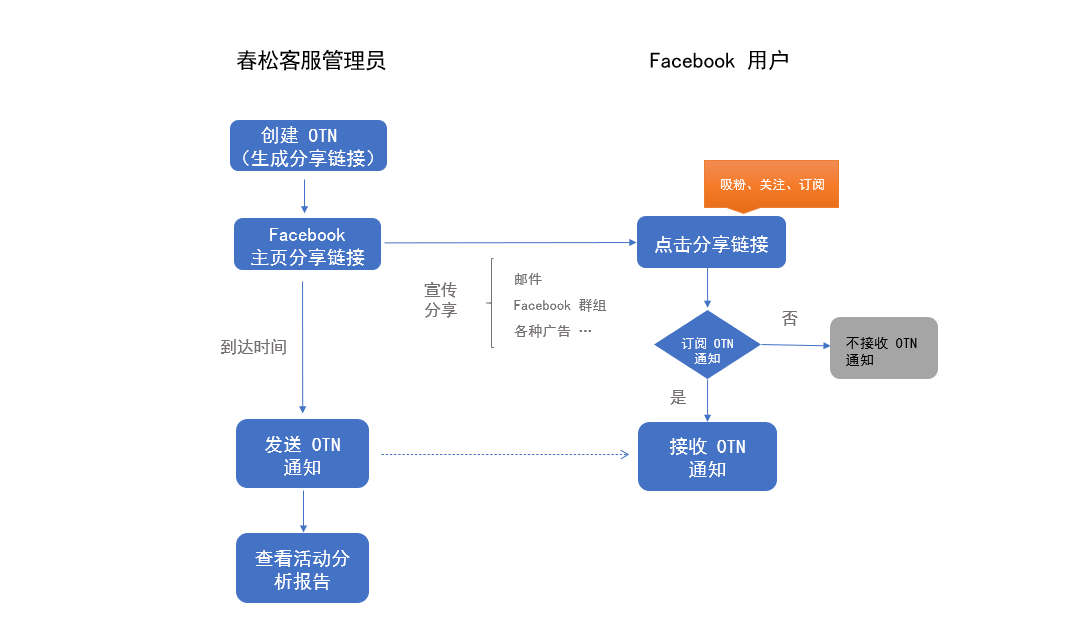 春松客服管理员
Facebook 用户
创建 OTN
（生成分享链接）
吸粉、关注、订阅
Facebook
主页分享链接
点击分享链接
宣传
分享
邮件
Facebook 群组
各种广告 …
否
到达时间
订阅 OTN
通知
不接收 OTN
通知
是
发送 OTN
通知
接收 OTN
通知
查看活动分
析报告